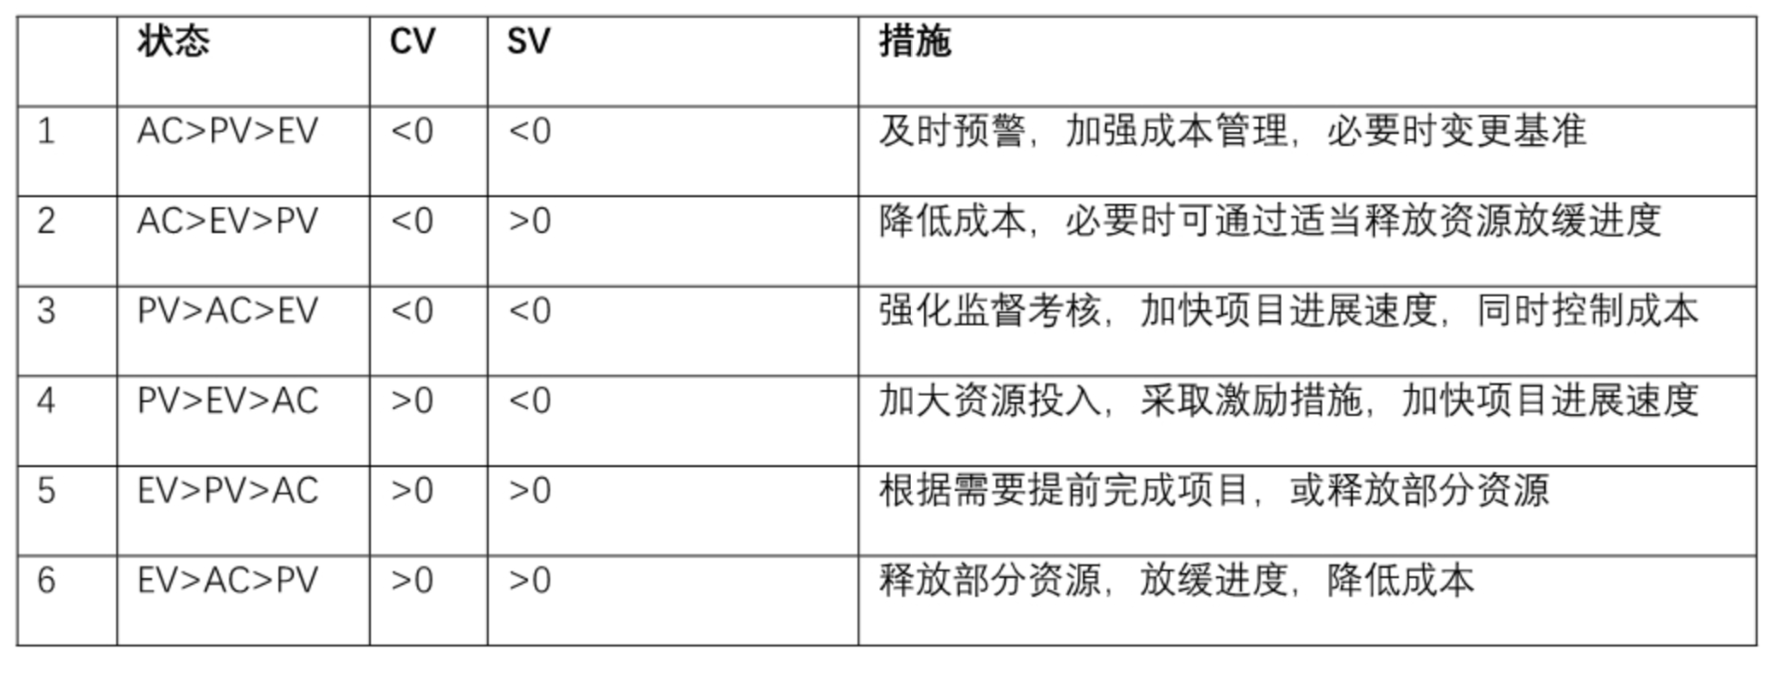 状态 CV SV 措施
1 AC>PV>EV <0 <0 及时预警，加强成本管理，必要时变更基准
2 AC>EV>PV <0 >0 降低成本，必要时可通过适当释放资源放缓进度
3 PV>AC>EV <0 <0 强化监督考核，加快项目进展速度，同时控制成本
4 PV>EV>AC >0 <0 加大资源投入，采取激励措施，加快项目进展速度
5 EV>PV>AC >0 >0 根据需要提前完成项目，或释放部分资源
6 EV>AC>PV >0 >0 释放部分资源，放缓进度，降低成本